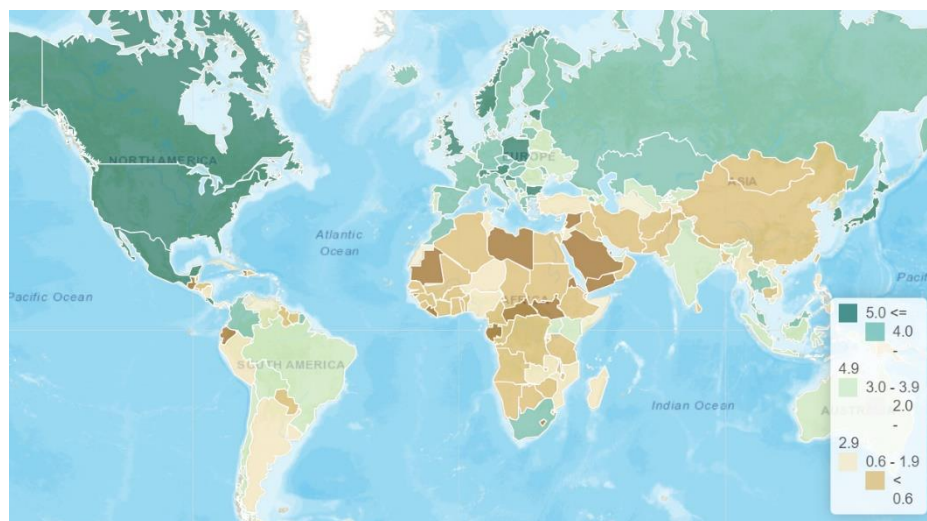 NORTH AMERICA
EUROPE
ASIA
Atlantic
Ocean
Pacific Ocean
AFRICA
SOUTH AMERICA
Indian Ocean
5.0 <=
4.0
-
4.9
3.0 - 3.9
2.0
-
2.9
0.6 - 1.9
<
0.6